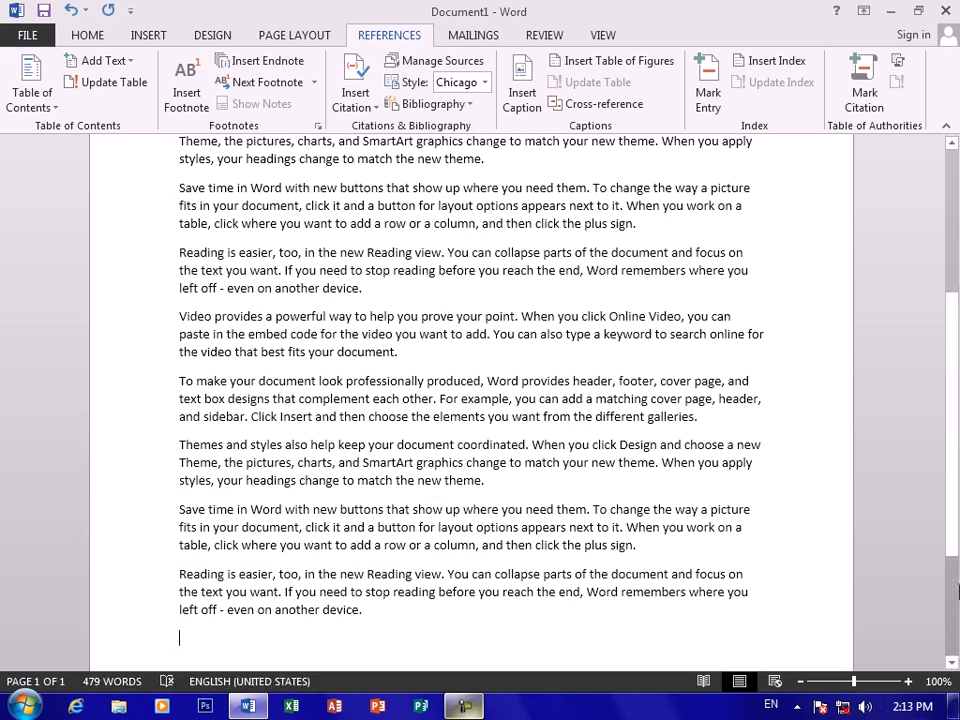 Document1 - Word
Sign in
FILE HOME INSERT DESIGN PAGE LAYOUT REFERENCES MAILINGS REVIEW VIEW
Table of Contents
Add Text
Update Table
Table of Contents
AB1 Insert Footnote
Insert Endnote
AB1 Next Footnote
Show Notes
Footnotes
Insert Citation
Manage Sources
Style: Chicago
Bibliography
Citations & Bibliography
Insert Caption
Insert Table of Figures
Update Table
Cross-reference
Captions
Mark Entry
Insert Index
Update Index
Index
Mark Citation
Table of Authorities
Theme, the pictures, charts, and SmartArt graphics change to match your new theme. When you apply
styles, your headings change to match the new theme.
Save time in Word with new buttons that show up where you need them. To change the way a picture
fits in your document, click it and a button for layout options appears next to it. When you work on a
table, click where you want to add a row or a column, and then click the plus sign.
Reading is easier, too, in the new Reading view. You can collapse parts of the document and focus on
the text you want. If you need to stop reading before you reach the end, Word remembers where you
left off - even on another device.
Video provides a powerful way to help you prove your point. When you click Online Video, you can
paste in the embed code for the video you want to add. You can also type a keyword to search online for
the video that best fits your document.
To make your document look professionally produced, Word provides header, footer, cover page, and
text box designs that complement each other. For example, you can add a matching cover page, header,
and sidebar. Click Insert and then choose the elements you want from the different galleries.
Themes and styles also help keep your document coordinated. When you click Design and choose a new
Theme, the pictures, charts, and SmartArt graphics change to match your new theme. When you apply
styles, your headings change to match the new theme.
Save time in Word with new buttons that show up where you need them. To change the way a picture
fits in your document, click it and a button for layout options appears next to it. When you work on a
table, click where you want to add a row or a column, and then click the plus sign.
Reading is easier, too, in the new Reading view. You can collapse parts of the document and focus on
the text you want. If you need to stop reading before you reach the end, Word remembers where you
left off - even on another device.
PAGE 1 OF 1 479 WORDS ENGLISH (UNITED STATES) 100%
EN 2:13 PM